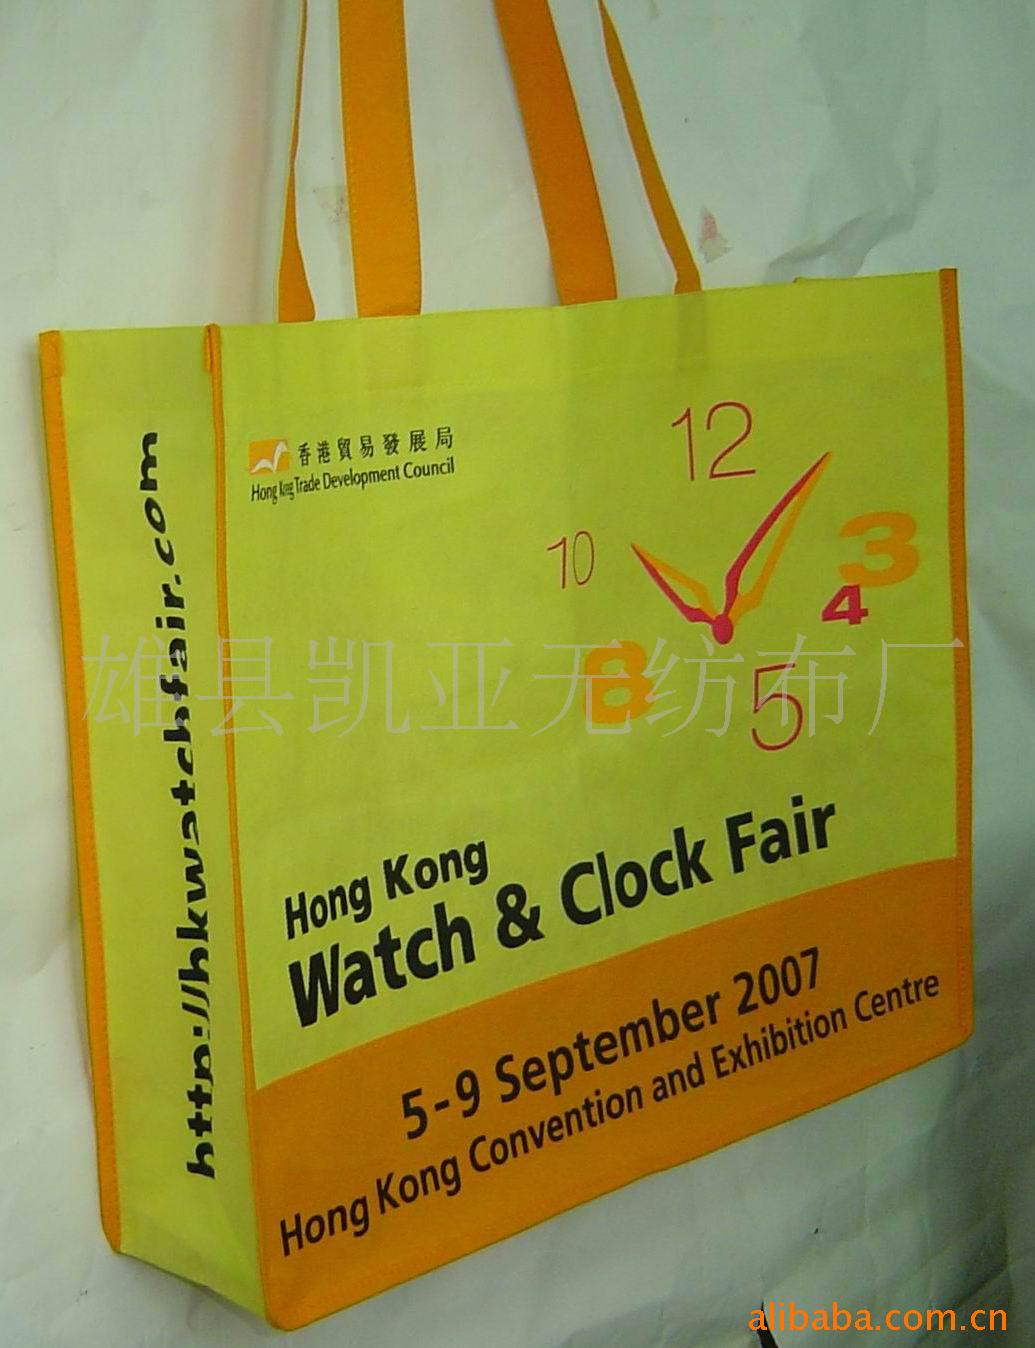 香港貿易發展局
Hong Kong Trade Development Council
12
10
3
4
8
5
雄县凯亚无纺布厂
http://hkwatchfair.com
Hong Kong
Watch & Clock Fair
5-9 September 2007
Hong Kong Convention and Exhibition Centre
alibaba.com.cn